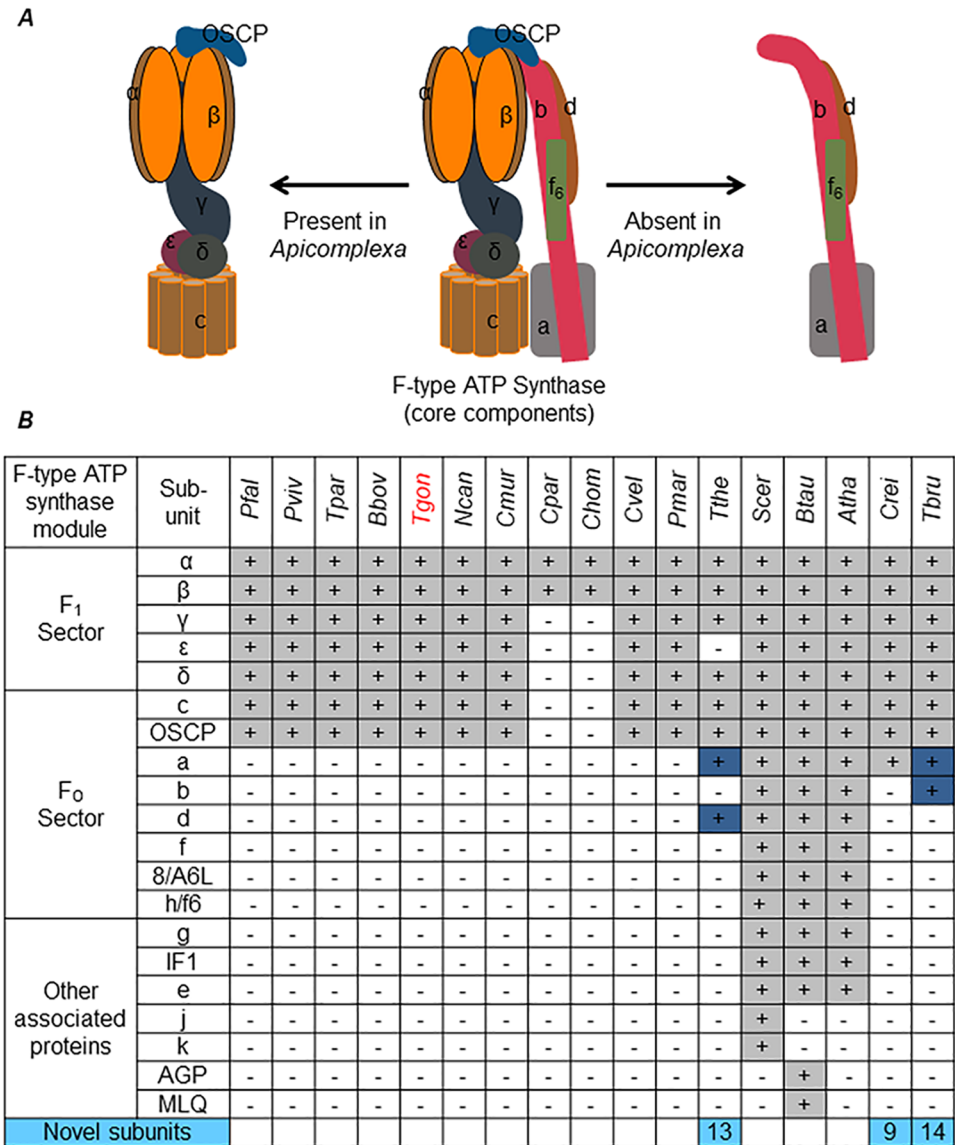 A
OSCP
α
β
γ
ε
δ
c
Present in
Apicomplexa
OSCP
α
β
b
d
f6
γ
ε
δ
c
a
F-type ATP Synthase
(core components)
Absent in
Apicomplexa
b
d
f6
a
B
F-type ATP synthase module Sub-unit Pfal Pviv Tpar Bbov Tgon Ncan Cmur Cpar Chom Cvel Pmar Tthe Scer Btau Atha Crei Tbru
F1 Sector
α + + + + + + + + + + + + + + + + +
β + + + + + + + + + + + + + + + + +
γ + + + + + + + - - + + + + + + + +
ε + + + + + + + - - + + - + + + + +
δ + + + + + + + - - + + + + + + + +
F0 Sector
c + + + + + + + - - + + + + + + + +
OSCP + + + + + + + - - + + + + + + + +
a - - - - - - - - - - - + + + + + +
b - - - - - - - - - - - - + + + - +
d - - - - - - - - - - - + + + + - -
f - - - - - - - - - - - - + + + - -
8/A6L - - - - - - - - - - - - + + + - -
h/f6 - - - - - - - - - - - - + + + - -
Other associated proteins
g - - - - - - - - - - - - + + + - -
IF1 - - - - - - - - - - - - + + + - -
e - - - - - - - - - - - - + + + - -
j - - - - - - - - - - - - + - - - -
k - - - - - - - - - - - - + - - - -
AGP - - - - - - - - - - - - - + - - -
MLQ - - - - - - - - - - - - - + - - -
Novel subunits 13 9 14